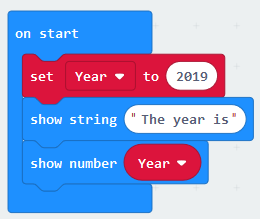 on start
set Year to 2019
show string "The year is"
show number Year